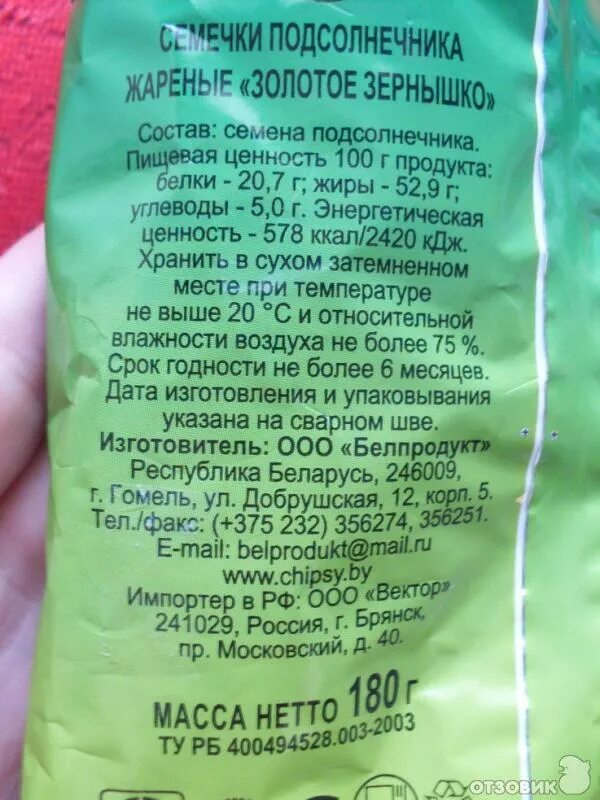 СЕМЕЧКИ ПОДСОЛНЕЧНИКА
ЖАРЕНЫЕ «ЗОЛОТОЕ ЗЕРНЫШКО»
Состав: семена подсолнечника.
Пищевая ценность 100 г продукта:
белки - 20,7 г; жиры - 52,9 г;
углеводы - 5,0 г. Энергетическая
ценность - 578 ккал/2420 кДж.
Хранить в сухом затемненном
месте при температуре
не выше 20 °С и относительной
влажности воздуха не более 75 %.
Срок годности не более 6 месяцев.
Дата изготовления и упаковывания
указана на сварном шве.
Изготовитель: ООО «Белпродукт»
Республика Беларусь, 246009,
г. Гомель, ул. Добрушская, 12, корп. 5.
Тел./факс: (+375 232) 356274, 356251.
E-mail: belprodukt@mail.ru
www.chipsy.by
Импортер в РФ: ООО «Вектор»
241029, Россия, г. Брянск,
пр. Московский, д. 40.
МАССА НЕТТО 180 г
ТУ РБ 400494528.003-2003
ОТЗОВИК